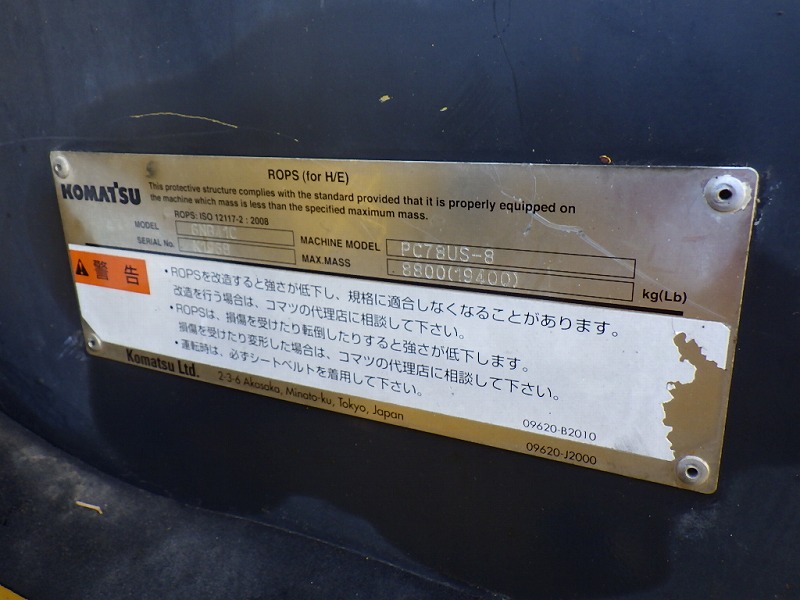 ROPS (for H/E)
KOMATSU
This protective structure complies with the standard provided that it is properly equipped on
the machine which mass is less than the specified maximum mass.
ROPS: ISO 12117-2 : 2008
MODEL
MACHINE MODEL PC78US-8
SERIAL No.
MAX.MASS 8800(19400) kg(Lb)
警告
•ROPSを改造すると強さが低下し、規格に適合しなくなることがあります。
改造を行う場合は、コマツの代理店に相談して下さい。
•ROPSは、損傷を受けたり転倒したりすると強さが低下します。
損傷を受けたり変形した場合は、コマツの代理店に相談して下さい。
•運転時は、必ずシートベルトを着用して下さい。
09620-B2010
Komatsu Ltd.
2-3-6 Akasaka, Minato-ku, Tokyo, Japan
09620-J2000